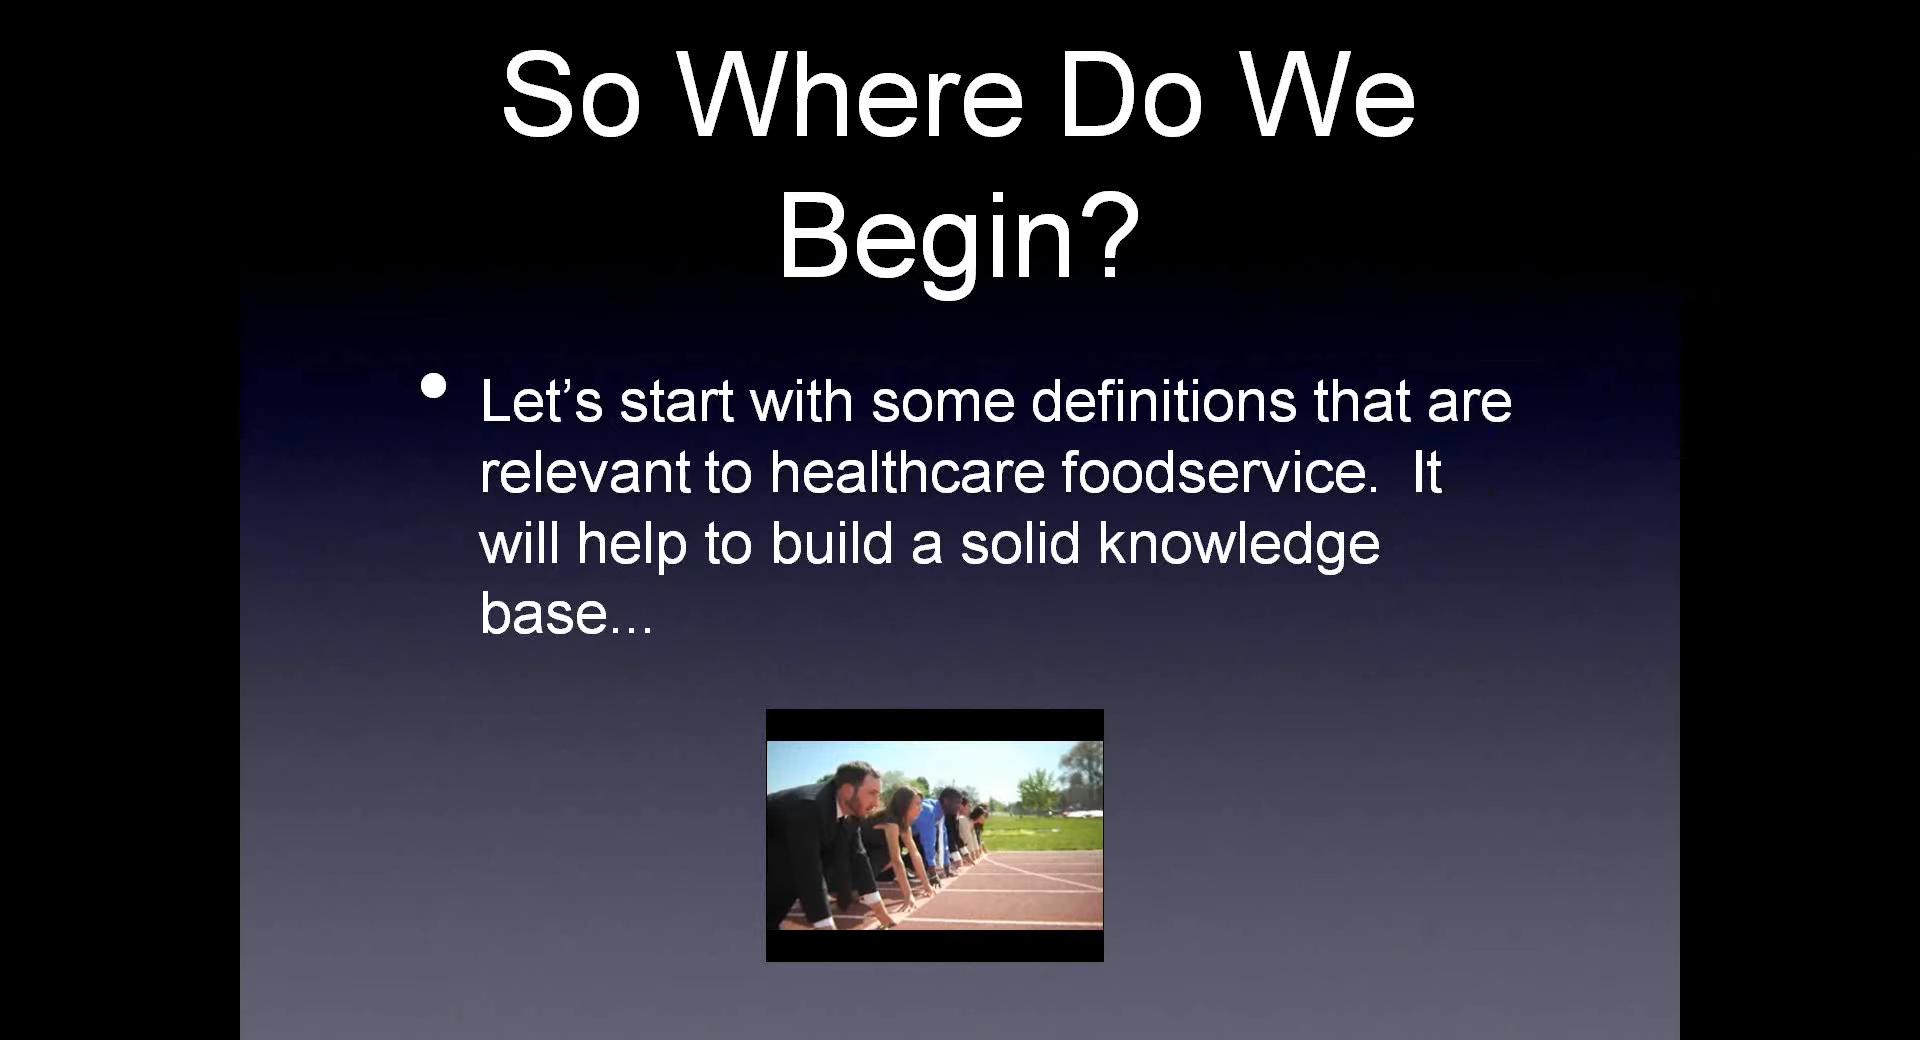 So Where Do We
Begin?
• Let’s start with some definitions that are
relevant to healthcare foodservice.  It
will help to build a solid knowledge
base...